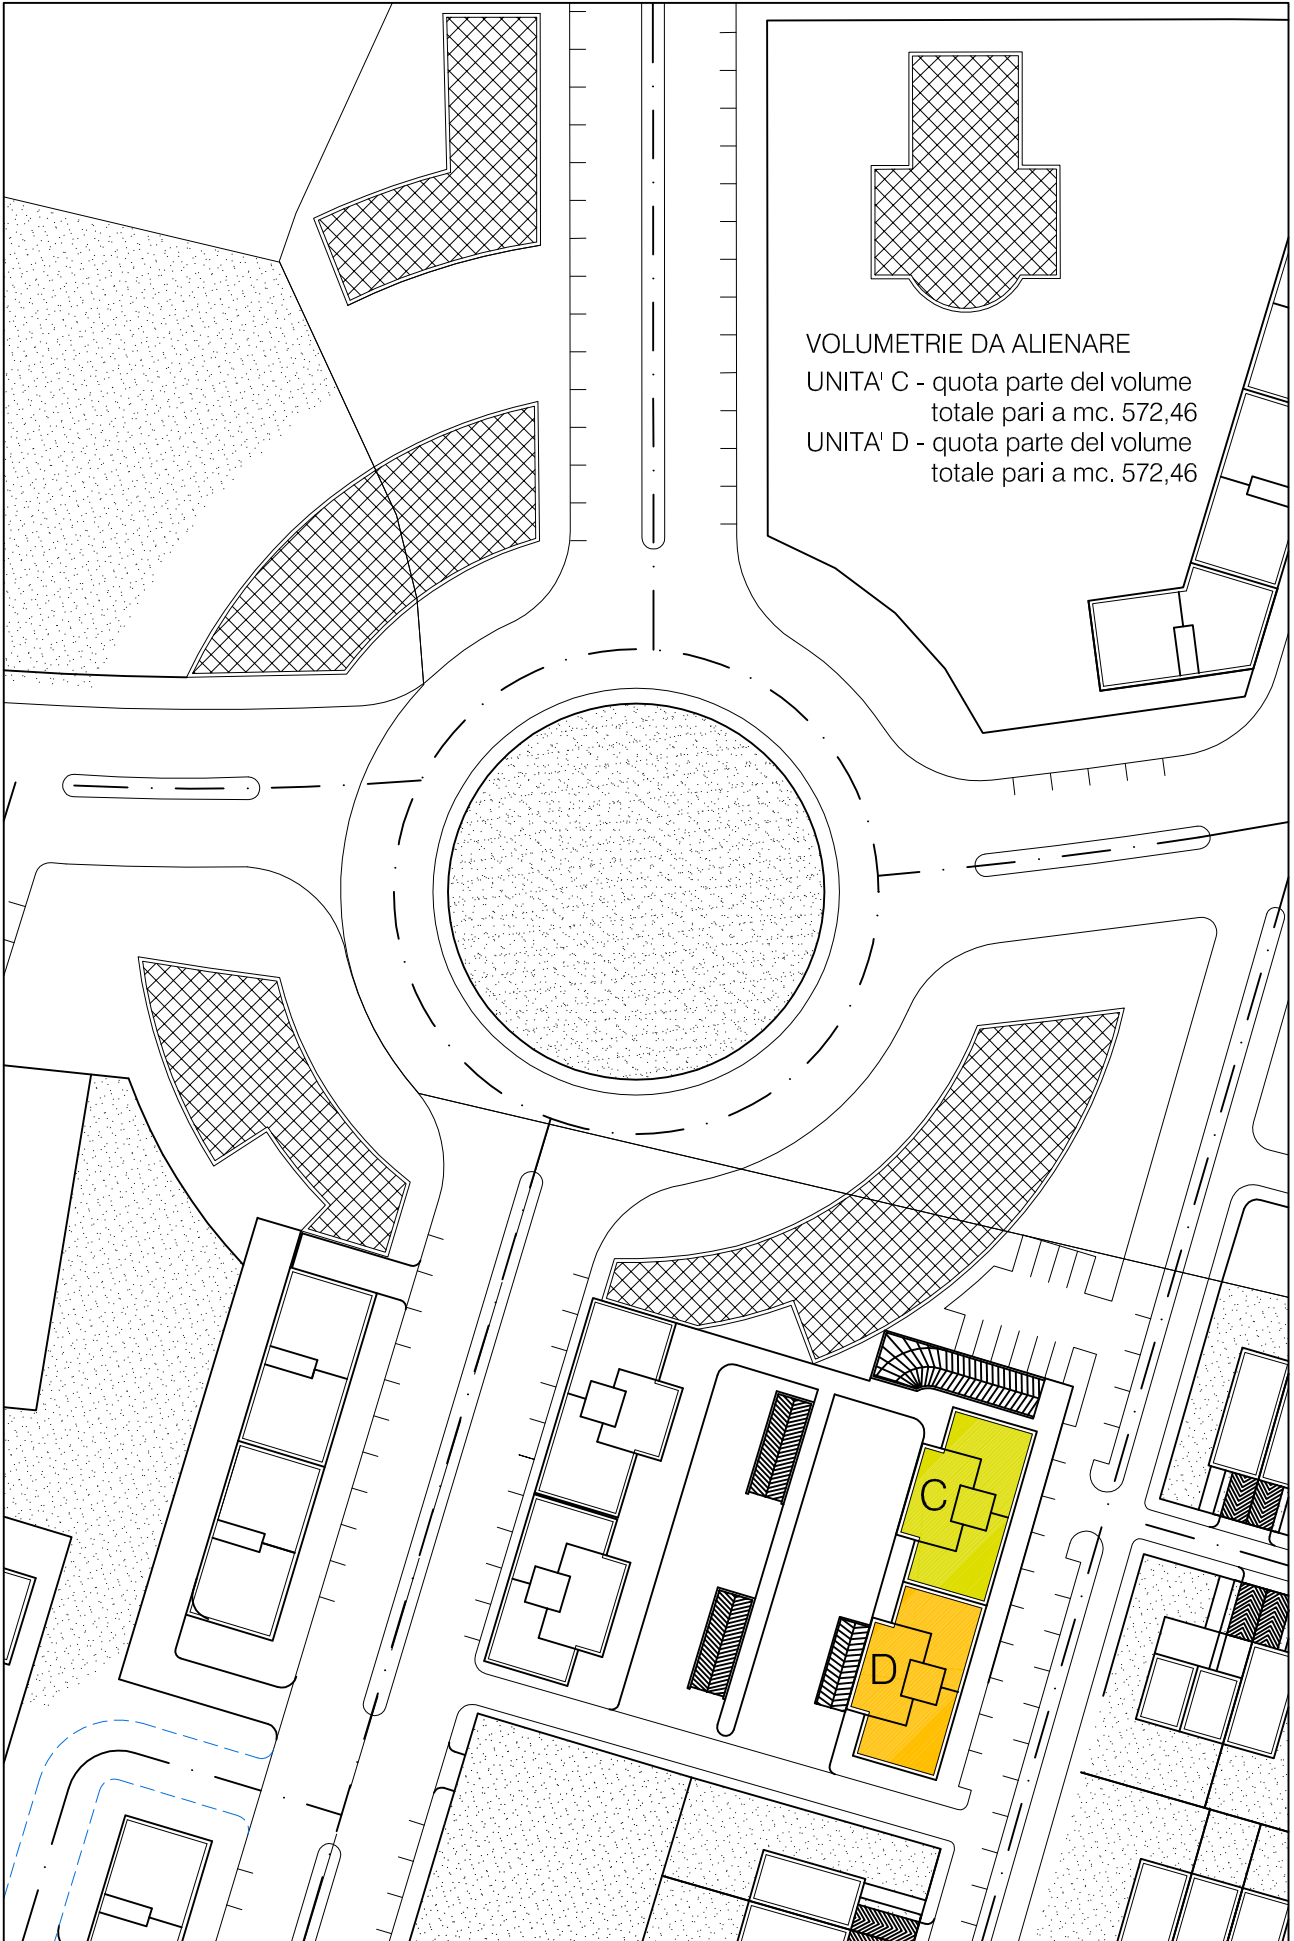 VOLUMETRIE DA ALIENARE
UNITA' C - quota parte del volume
totale pari a mc. 572,46
UNITA' D - quota parte del volume
totale pari a mc. 572,46
C
D